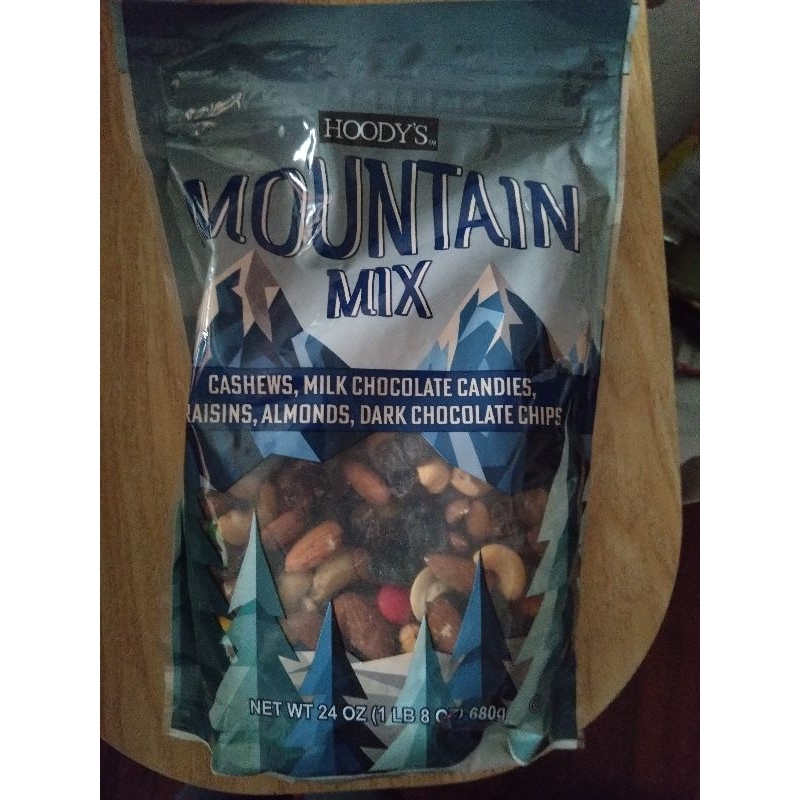 HOODY'S™
MOUNTAIN
MIX
CASHEWS, MILK CHOCOLATE CANDIES,
RAISINS, ALMONDS, DARK CHOCOLATE CHIPS
NET WT 24 OZ (1 LB 8 OZ) 680g